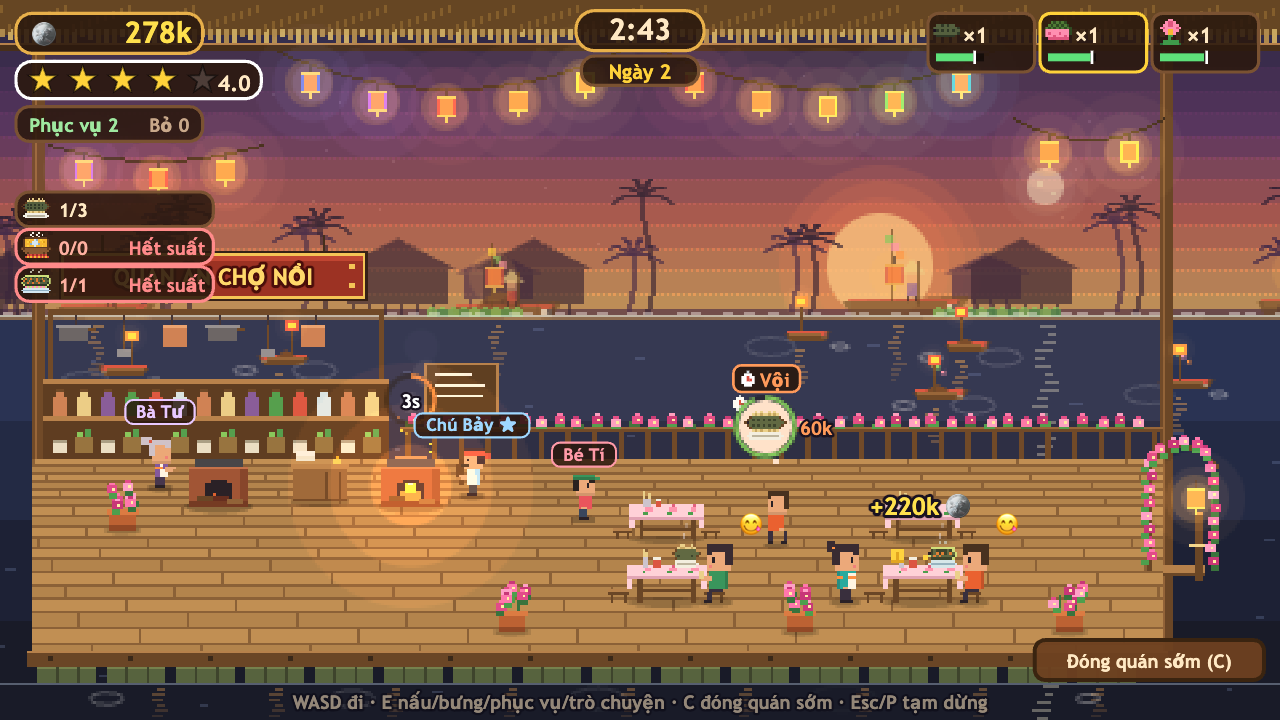 278k
2:43
×1
×1
×1
4.0
Ngày 2
Phục vụ 2 Bỏ 0
1/3
0/0 Hết suất
CHỢ NỔI
1/1 Hết suất
Bà Tư
3s
Chú Bảy
Vội
60k
Bé Tí
+220k
Đóng quán sớm (C)
WASD đi · E nấu/bưng/phục vụ/trò chuyện · C đóng quán sớm · Esc/P tạm dừng